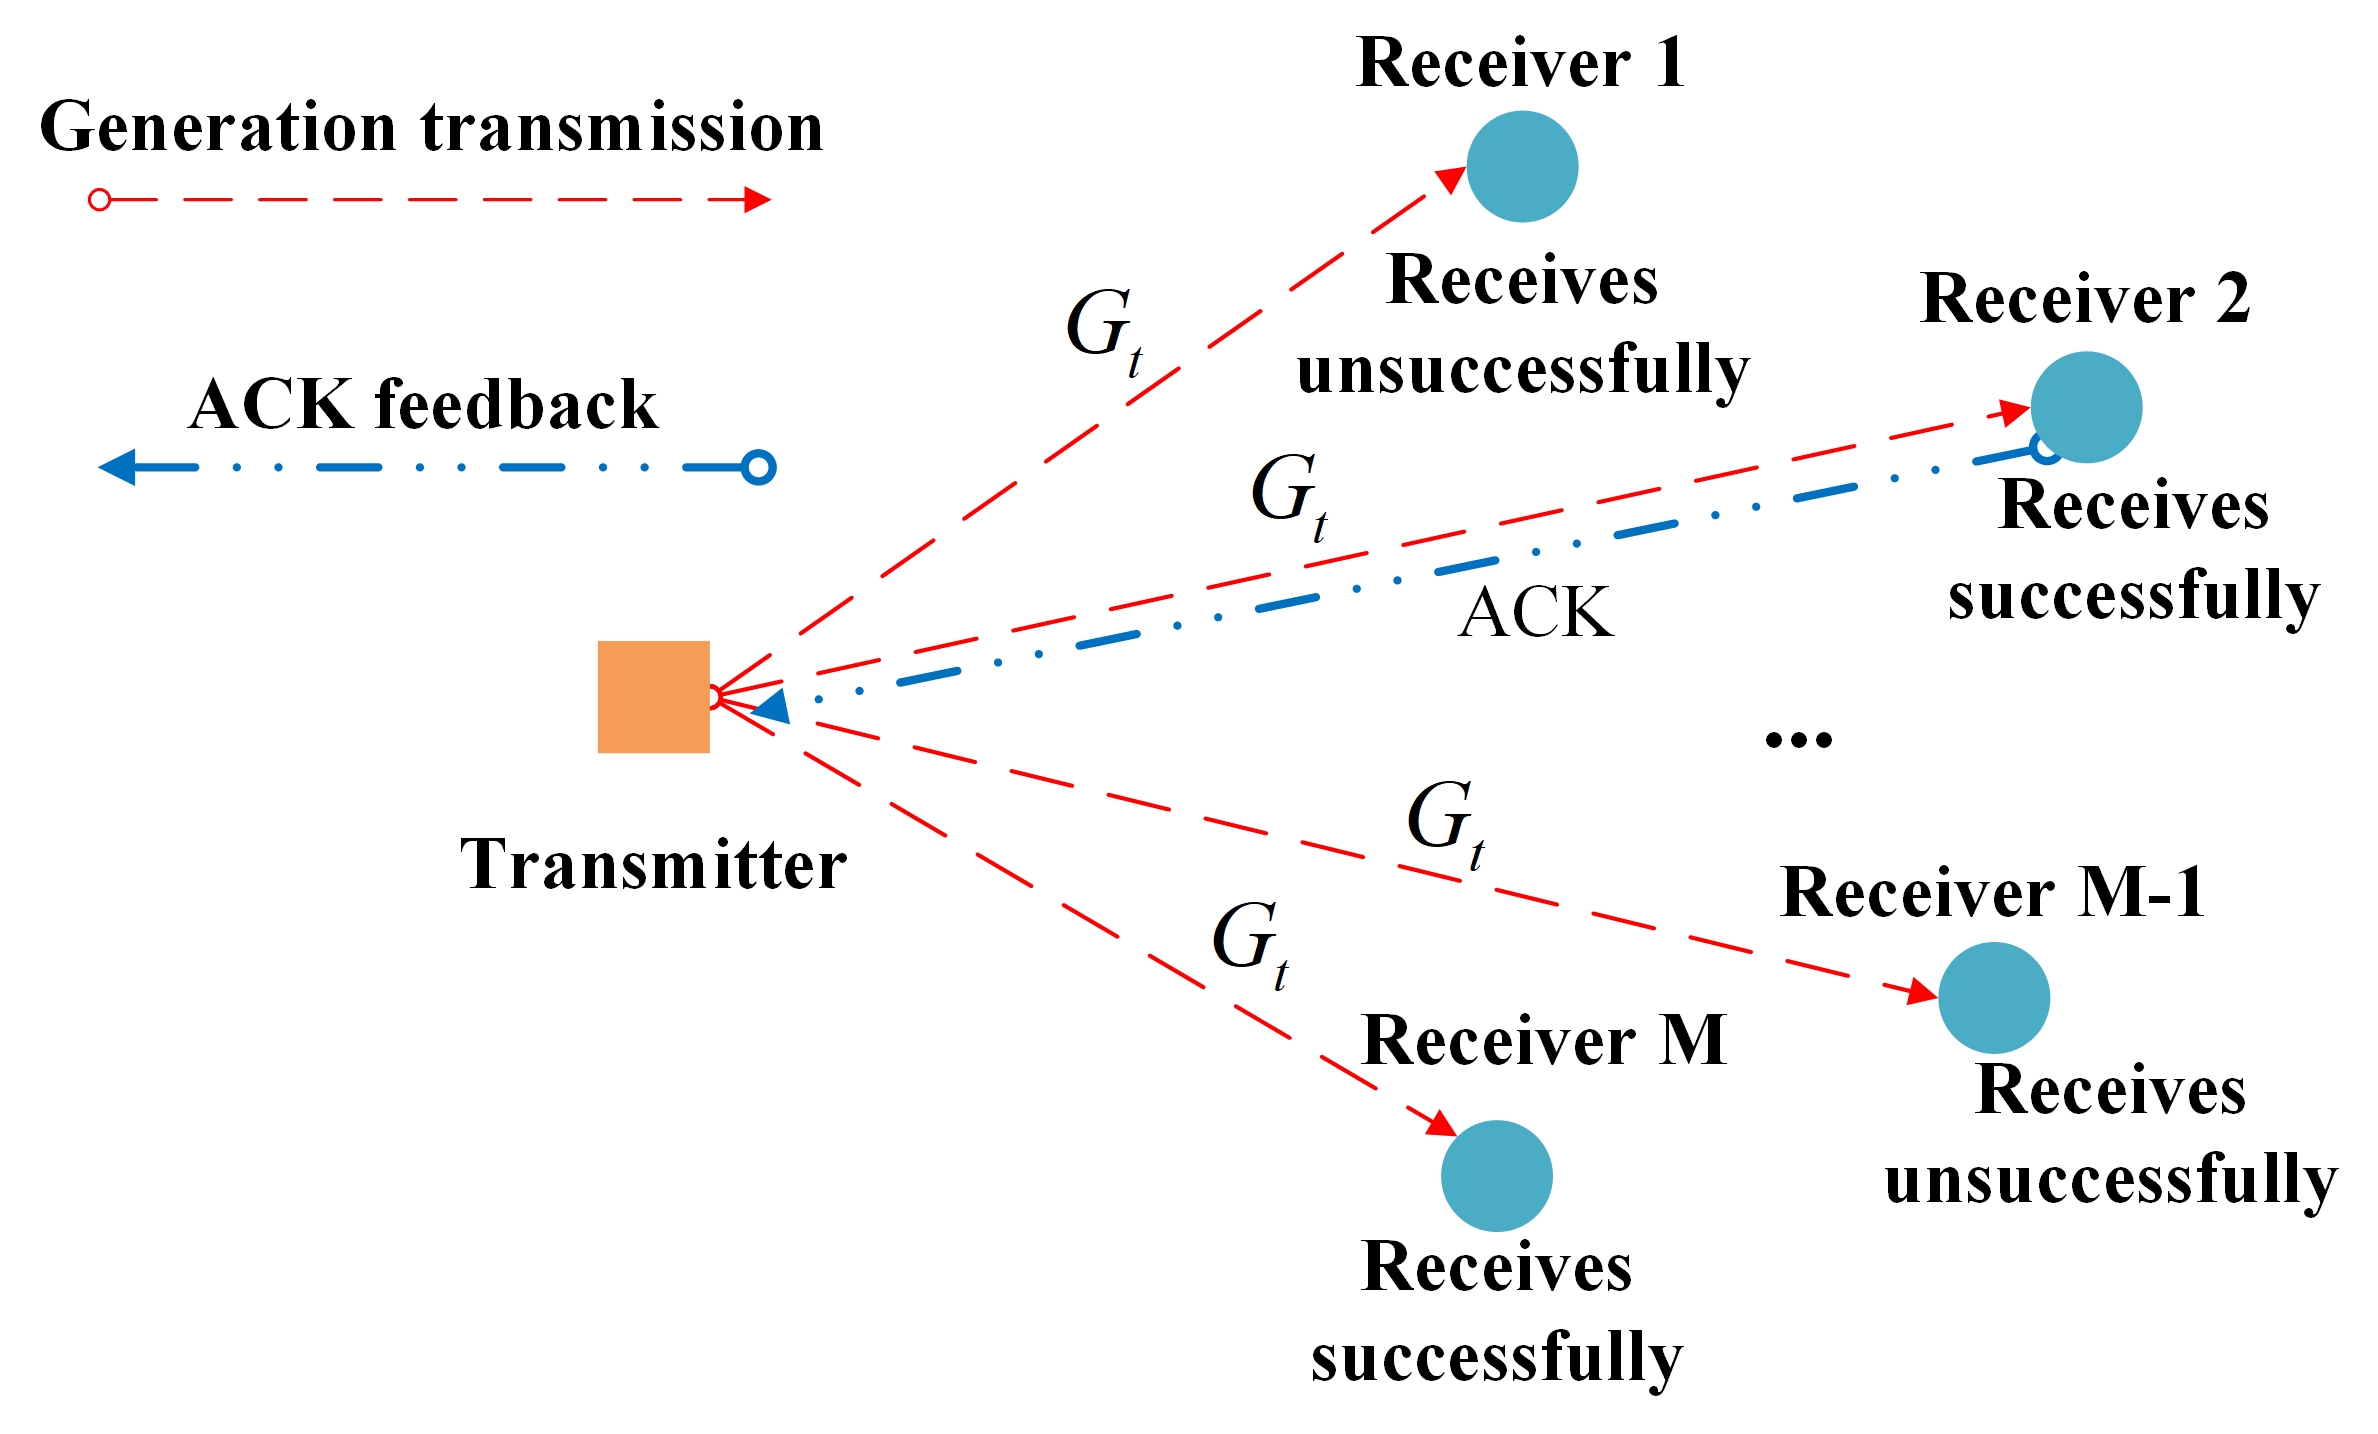 Generation transmission
ACK feedback
Transmitter
Receiver 1
Receives
unsuccessfully
G_t
Receiver 2
Receives
successfully
G_t
ACK
...
G_t
Receiver M-1
Receives
unsuccessfully
G_t
Receiver M
Receives
successfully